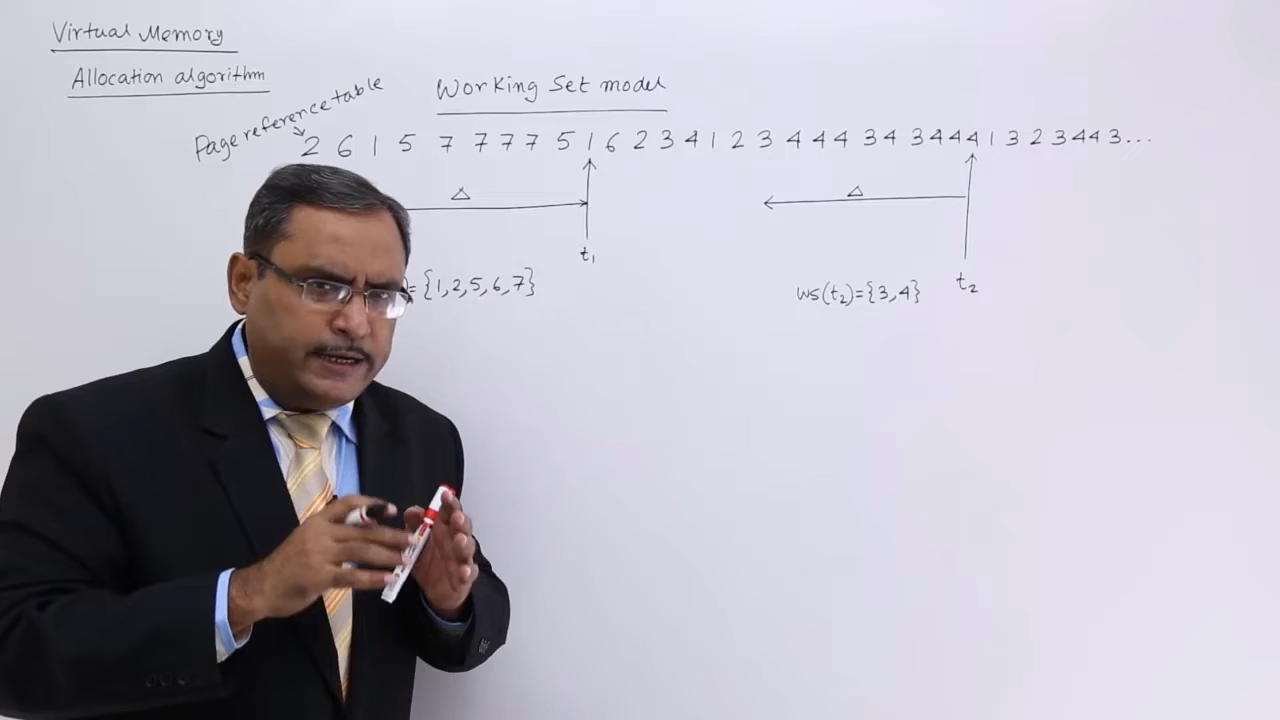 Virtual Memory
Allocation algorithm
Working Set model
Page reference table
2 6 1 5 7 7 7 7 5 1 6 2 3 4 1 2 3 4 4 4 3 4 3 4 4 4 1 3 2 3 4 4 3...
Δ
Δ
t₁
t₂
= {1,2,5,6,7}
WS(t₂)={3,4}